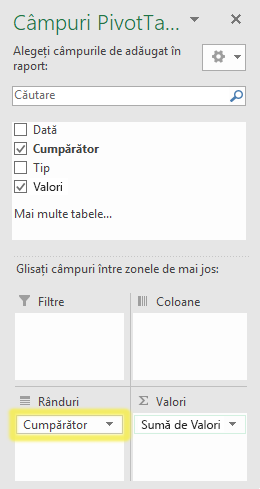 Câmpuri PivotTa...
Alegeți câmpurile de adăugat în
raport:
Căutare
Dată
Cumpărător
Tip
Valori
Mai multe tabele...
Glisați câmpuri între zonele de mai jos:
Filtre
Coloane
Rânduri
Valori
Cumpărător
Sumă de Valori